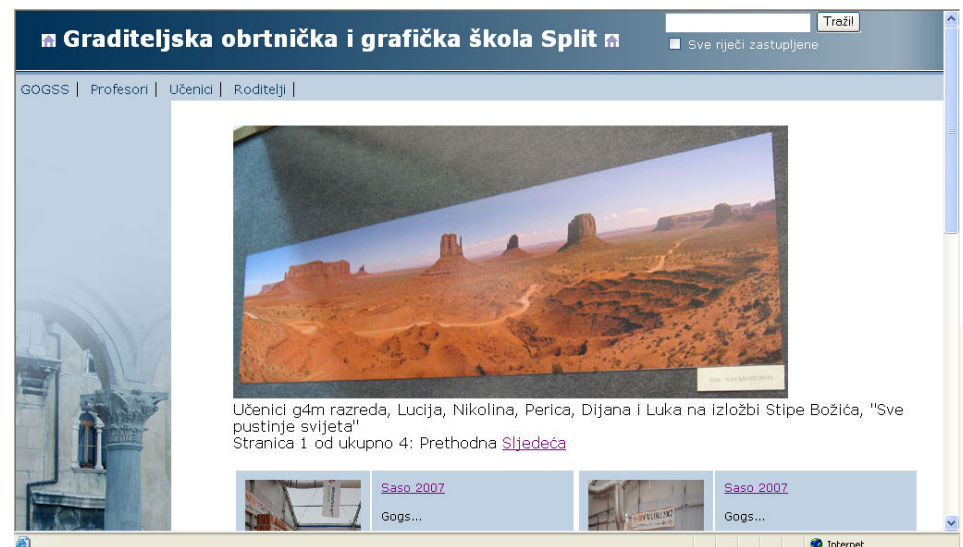 Graditeljska obrtnička i grafička škola Split
Traži!
Sve riječi zastupljene
GOGSS | Profesori | Učenici | Roditelji |
Učenici g4m razreda, Lucija, Nikolina, Perica, Dijana i Luka na izložbi Stipe Božića, "Sve
pustinje svijeta"
Stranica 1 od ukupno 4: Prethodna Sljedeća
Saso 2007
Gogs...
Saso 2007
Gogs...
Internet